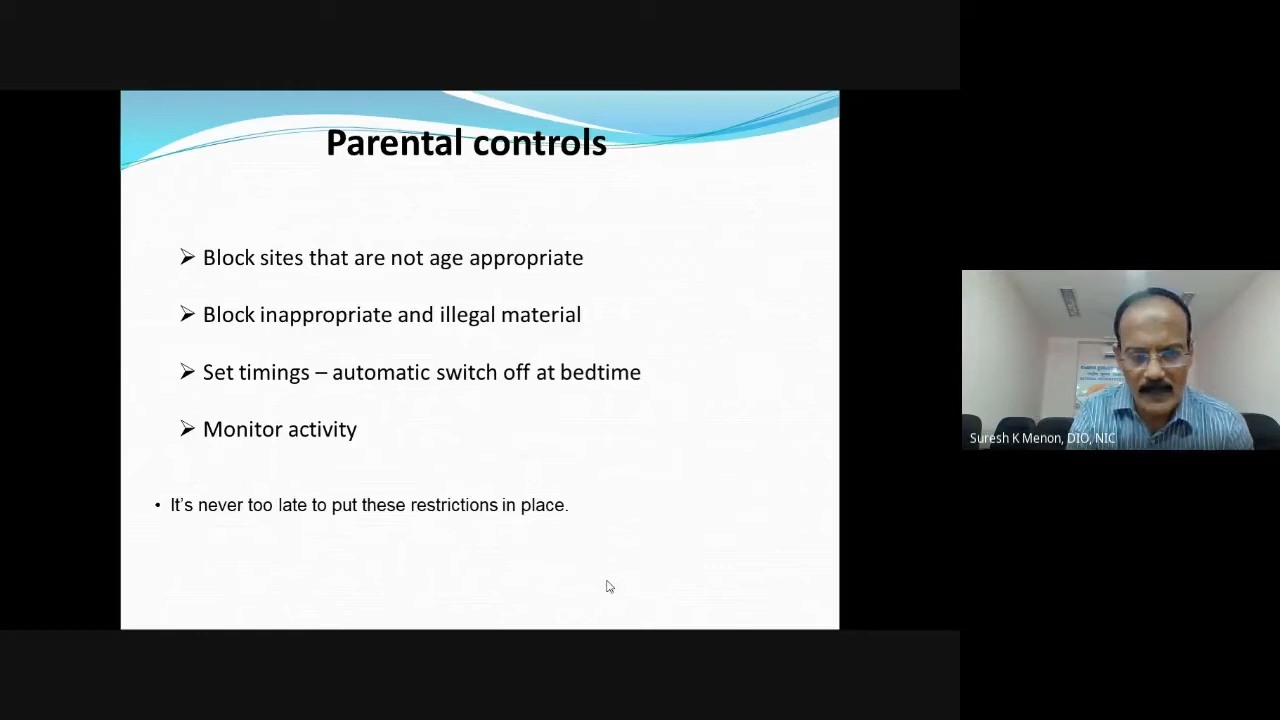 Parental controls
➢ Block sites that are not age appropriate
➢ Block inappropriate and illegal material
➢ Set timings – automatic switch off at bedtime
➢ Monitor activity
• It's never too late to put these restrictions in place.
Suresh K Menon, DIO, NIC